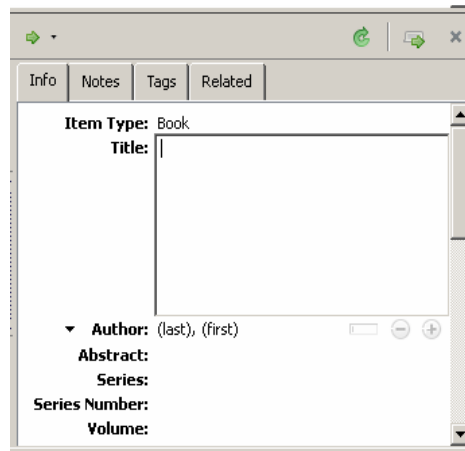 Info Notes Tags Related
Item Type: Book
Title:
Author: (last), (first)
Abstract:
Series:
Series Number:
Volume: